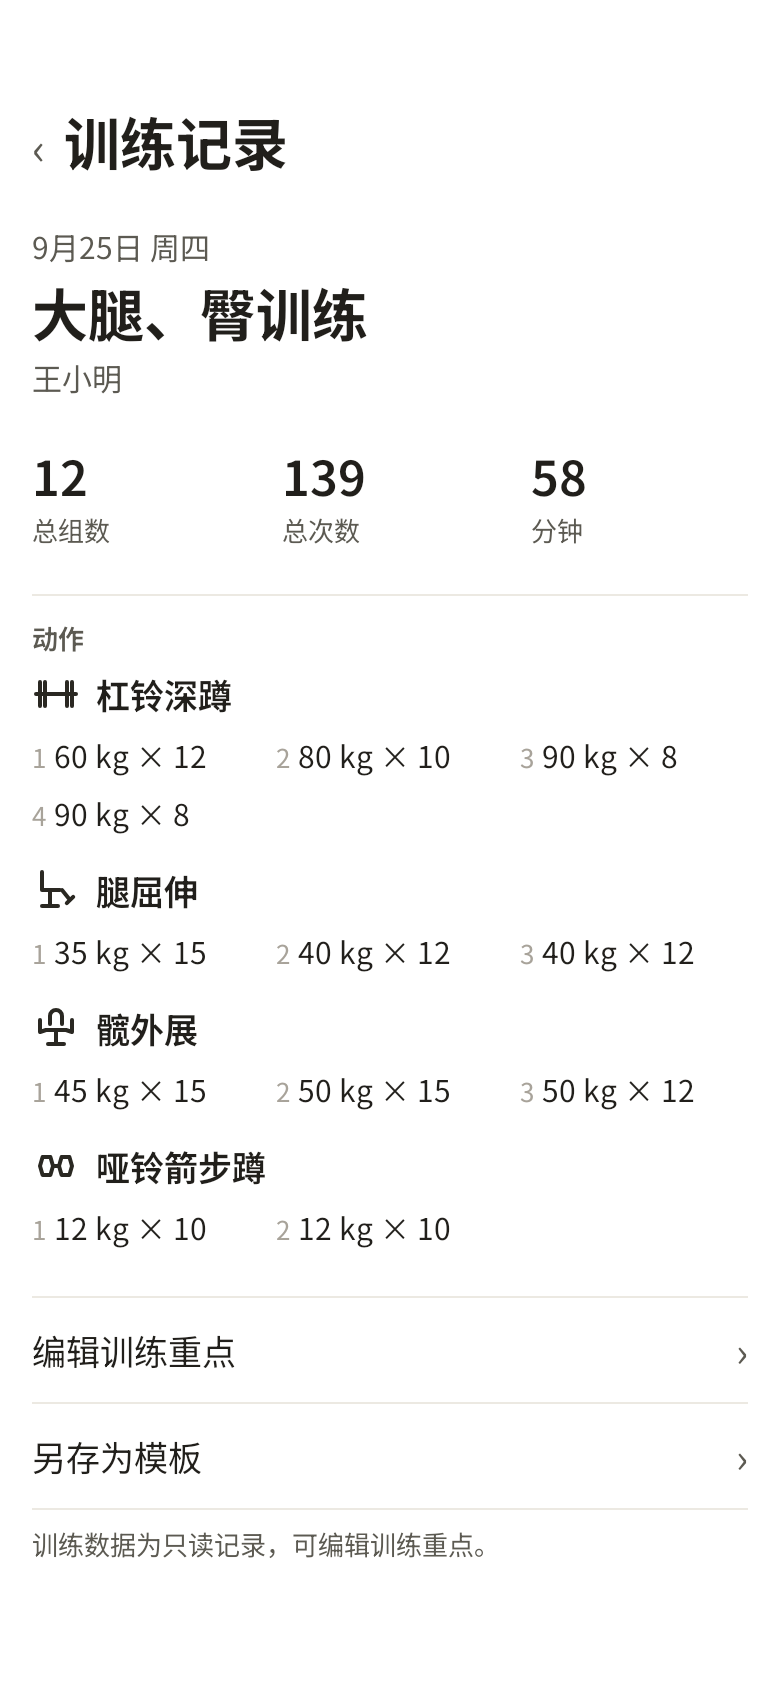 ‹ 训练记录
9月25日 周四
大腿、臀训练
王小明
12 139 58
总组数 总次数 分钟
动作
杠铃深蹲
1 60 kg × 12 2 80 kg × 10 3 90 kg × 8
4 90 kg × 8
腿屈伸
1 35 kg × 15 2 40 kg × 12 3 40 kg × 12
髋外展
1 45 kg × 15 2 50 kg × 15 3 50 kg × 12
哑铃箭步蹲
1 12 kg × 10 2 12 kg × 10
编辑训练重点 ›
另存为模板 ›
训练数据为只读记录，可编辑训练重点。